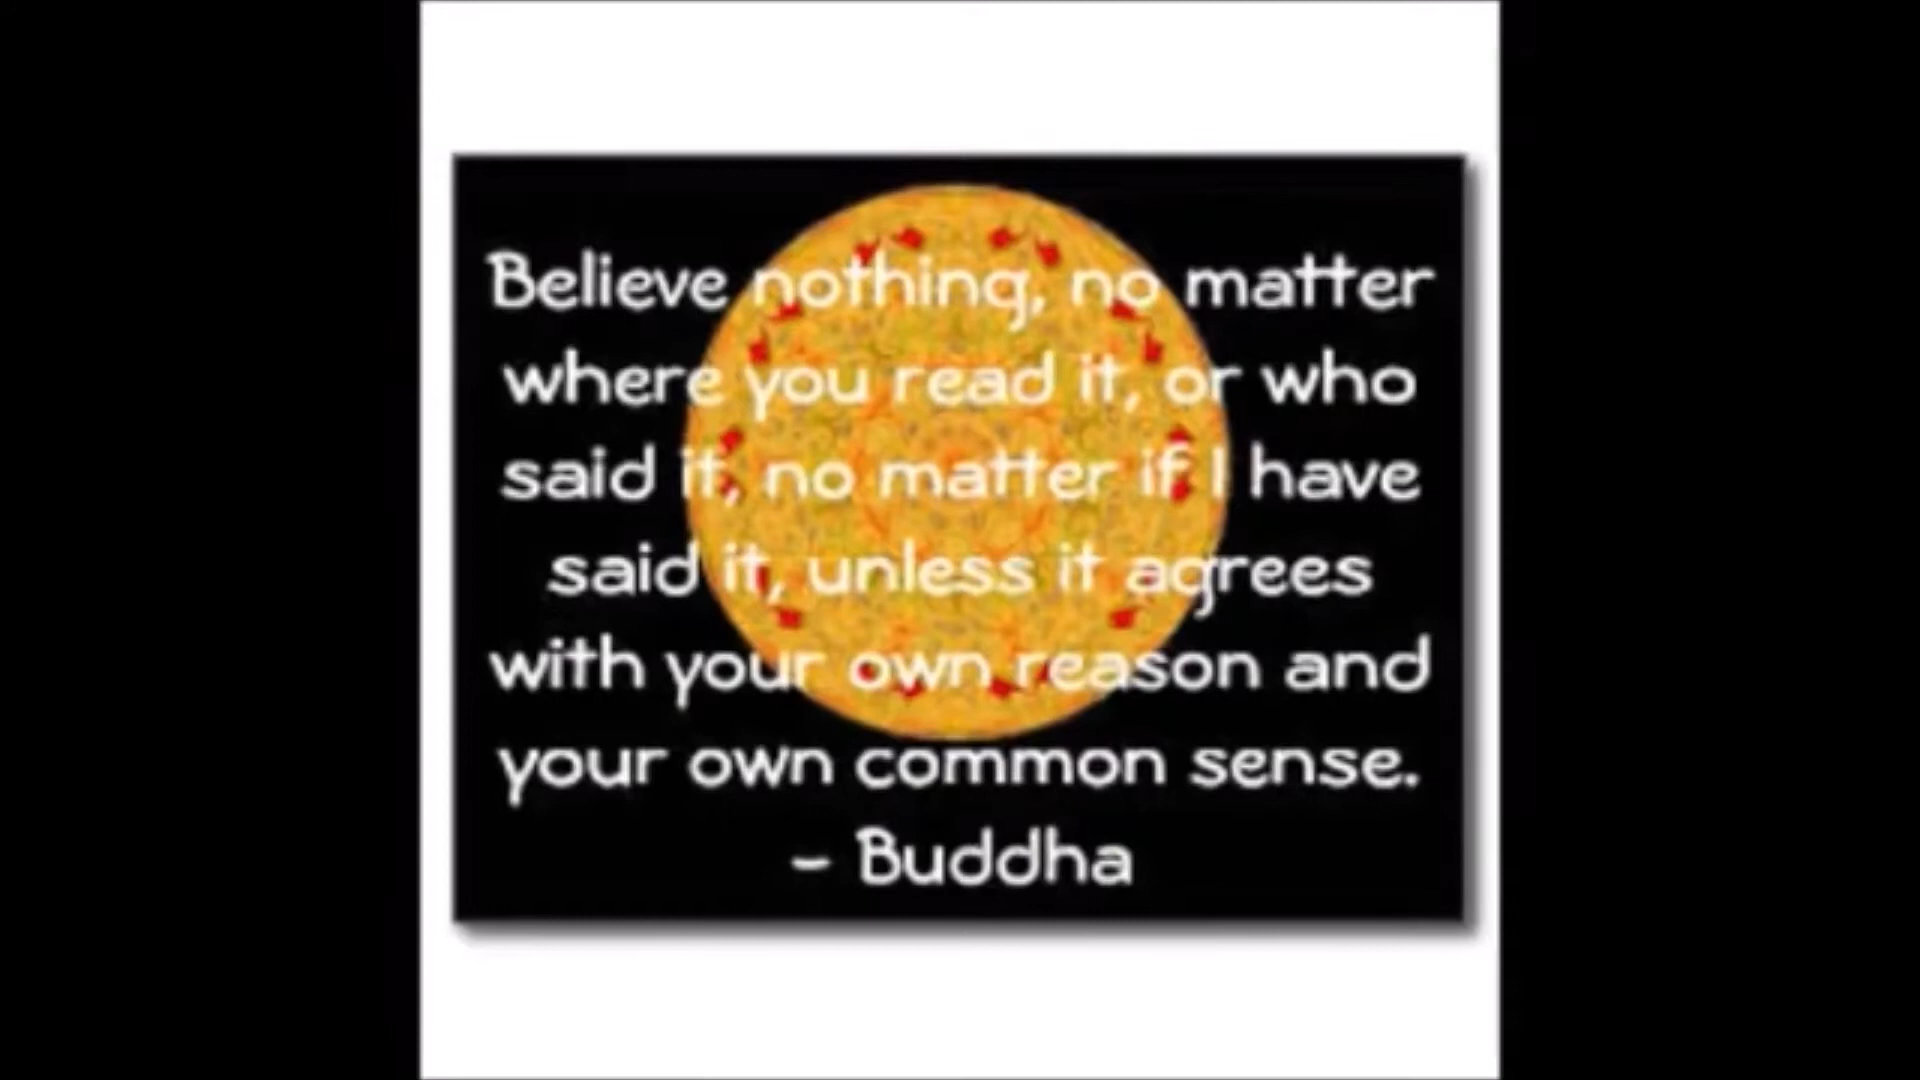 Believe nothing, no matter
where you read it, or who
said it, no matter if I have
said it, unless it agrees
with your own reason and
your own common sense.
– Buddha